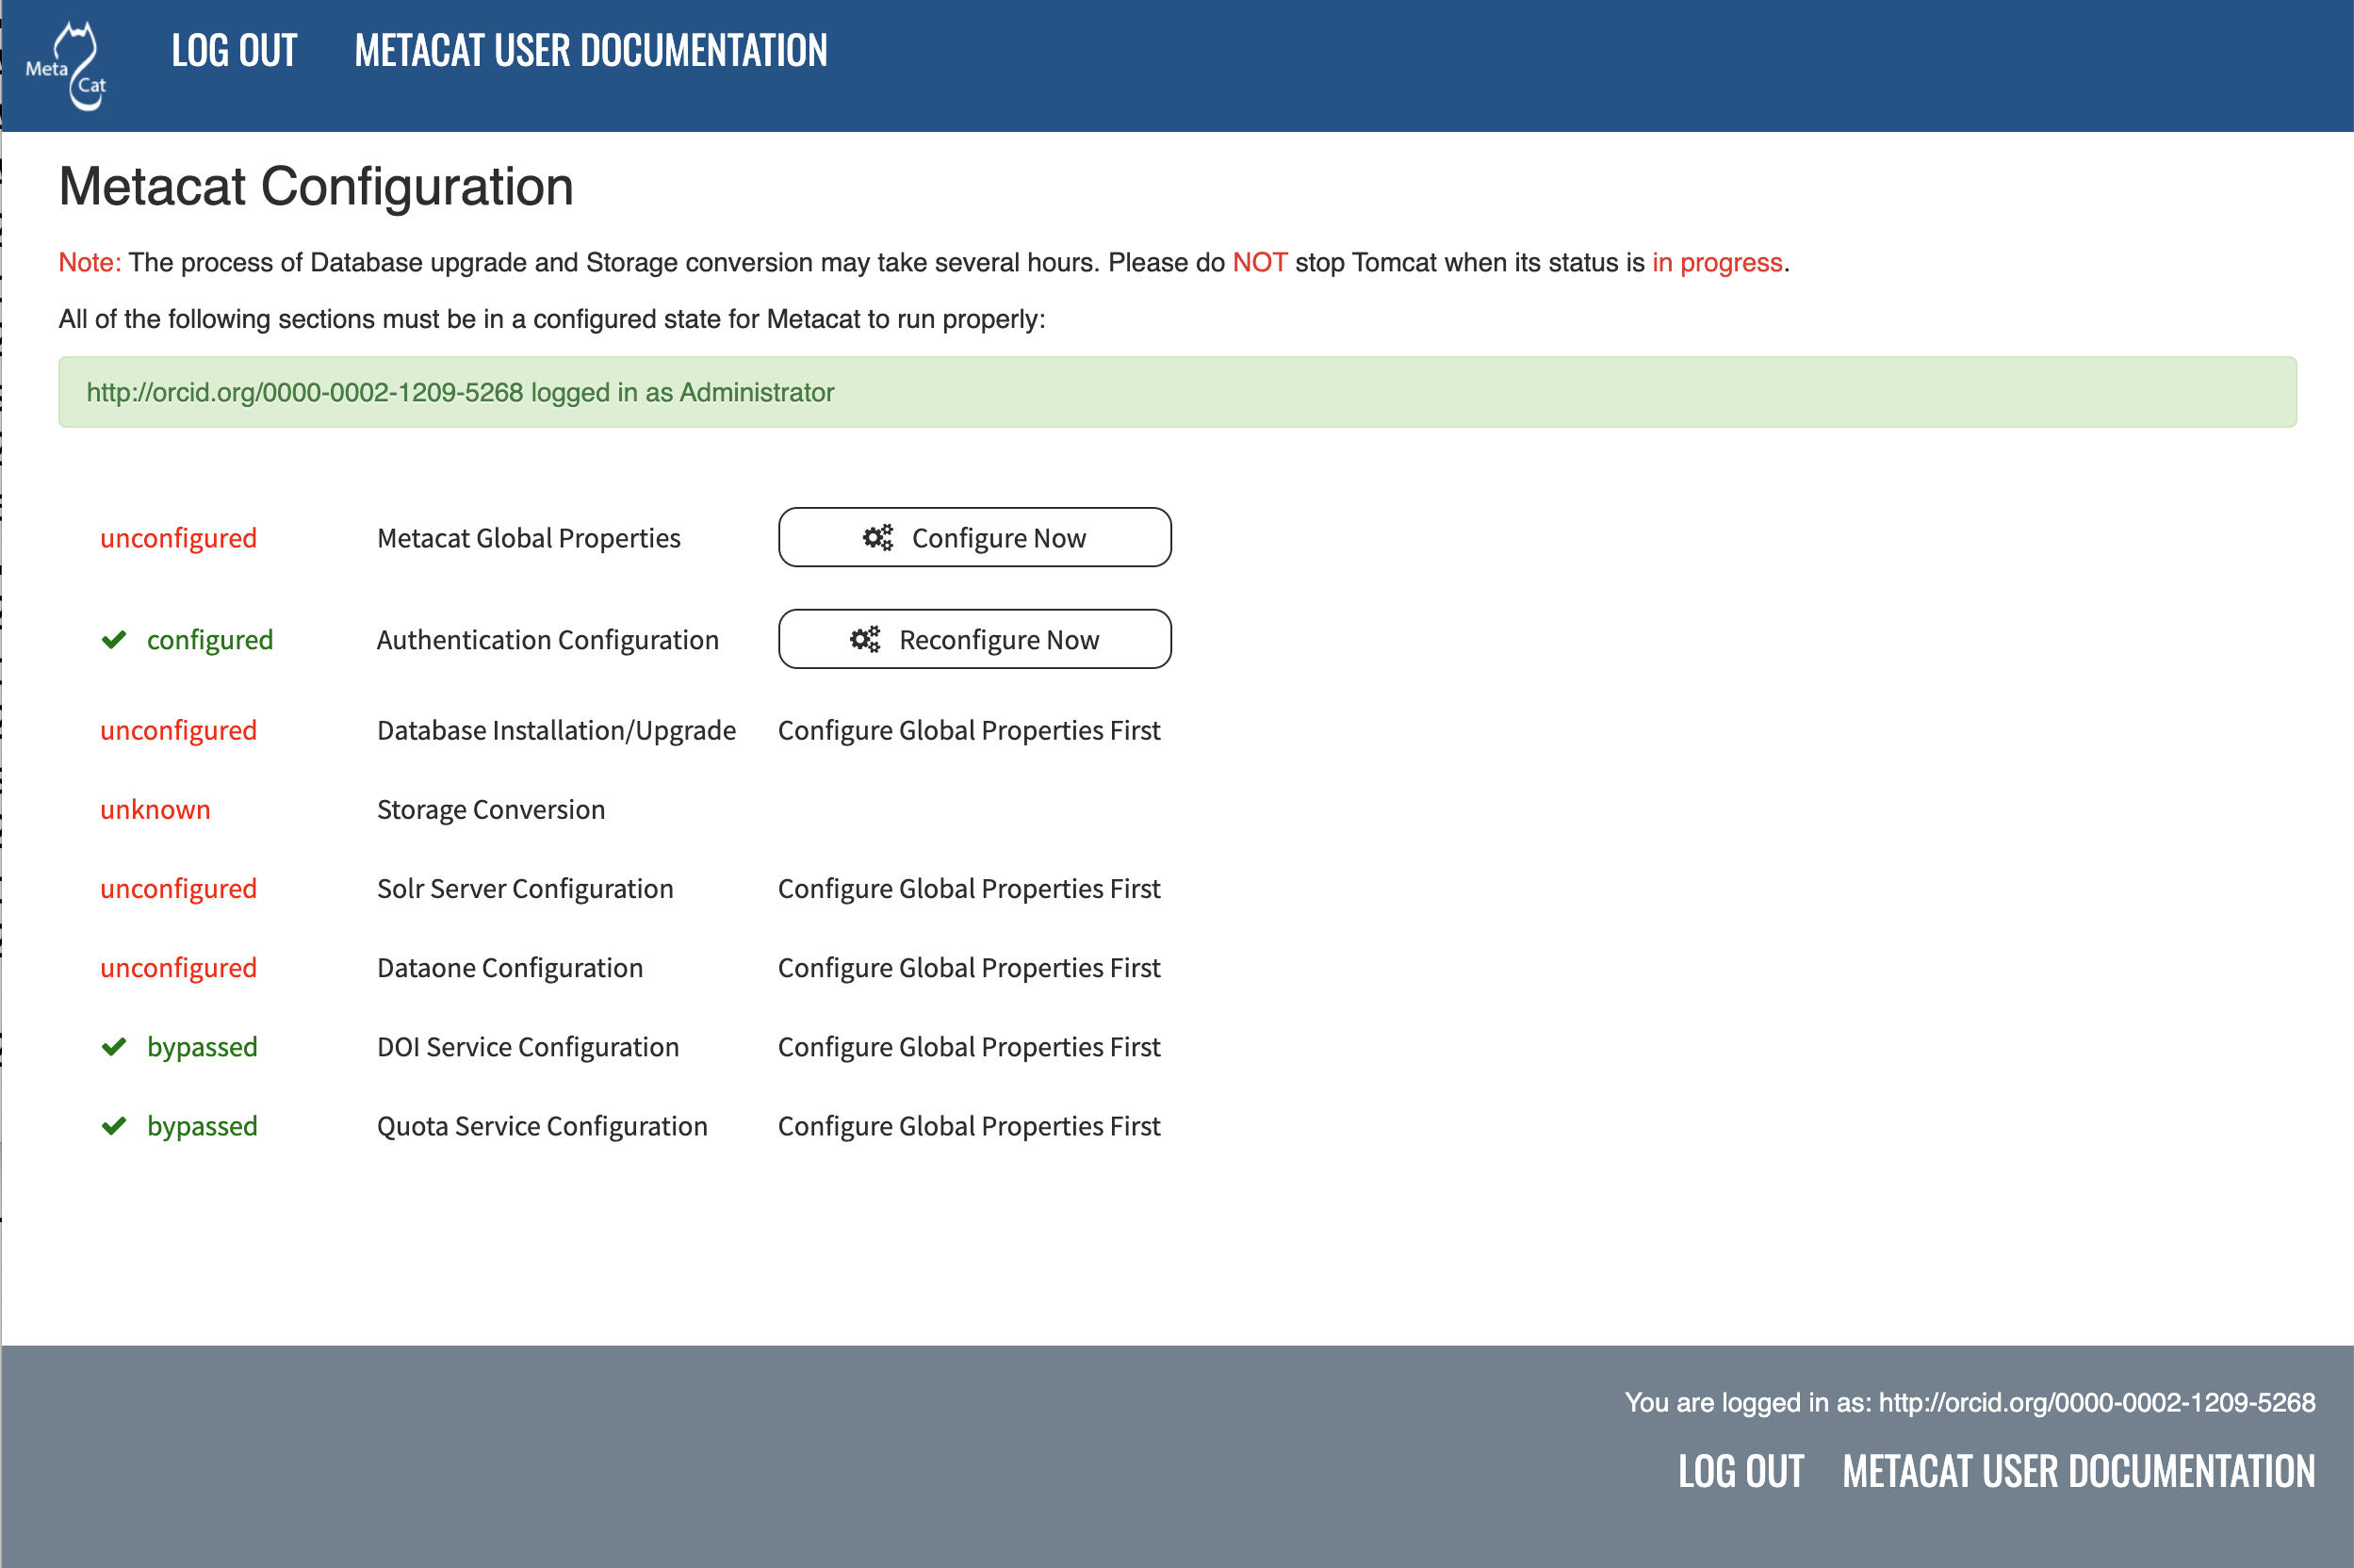 Meta Cat
LOG OUT METACAT USER DOCUMENTATION
Metacat Configuration
Note: The process of Database upgrade and Storage conversion may take several hours. Please do NOT stop Tomcat when its status is in progress.
All of the following sections must be in a configured state for Metacat to run properly:
http://orcid.org/0000-0002-1209-5268 logged in as Administrator
unconfigured Metacat Global Properties Configure Now
configured Authentication Configuration Reconfigure Now
unconfigured Database Installation/Upgrade Configure Global Properties First
unknown Storage Conversion
unconfigured Solr Server Configuration Configure Global Properties First
unconfigured Dataone Configuration Configure Global Properties First
bypassed DOI Service Configuration Configure Global Properties First
bypassed Quota Service Configuration Configure Global Properties First
You are logged in as: http://orcid.org/0000-0002-1209-5268
LOG OUT METACAT USER DOCUMENTATION